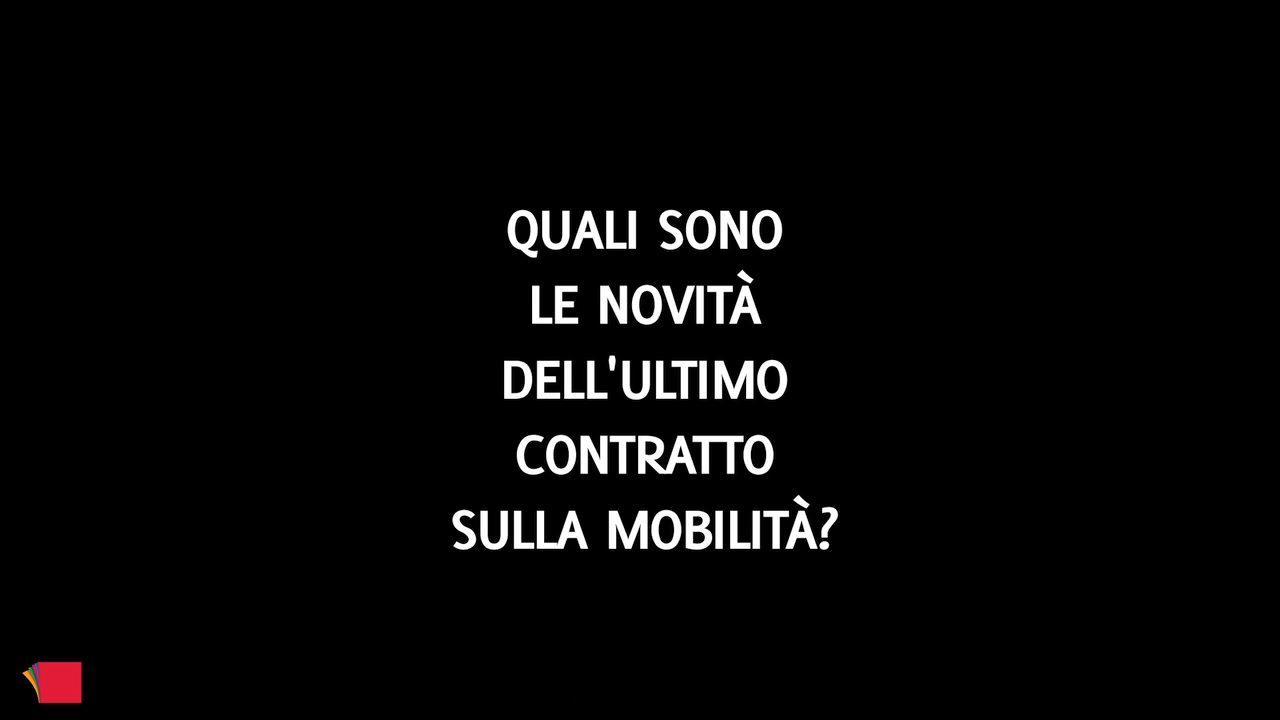 QUALI SONO
LE NOVITÀ
DELL'ULTIMO
CONTRATTO
SULLA MOBILITÀ?